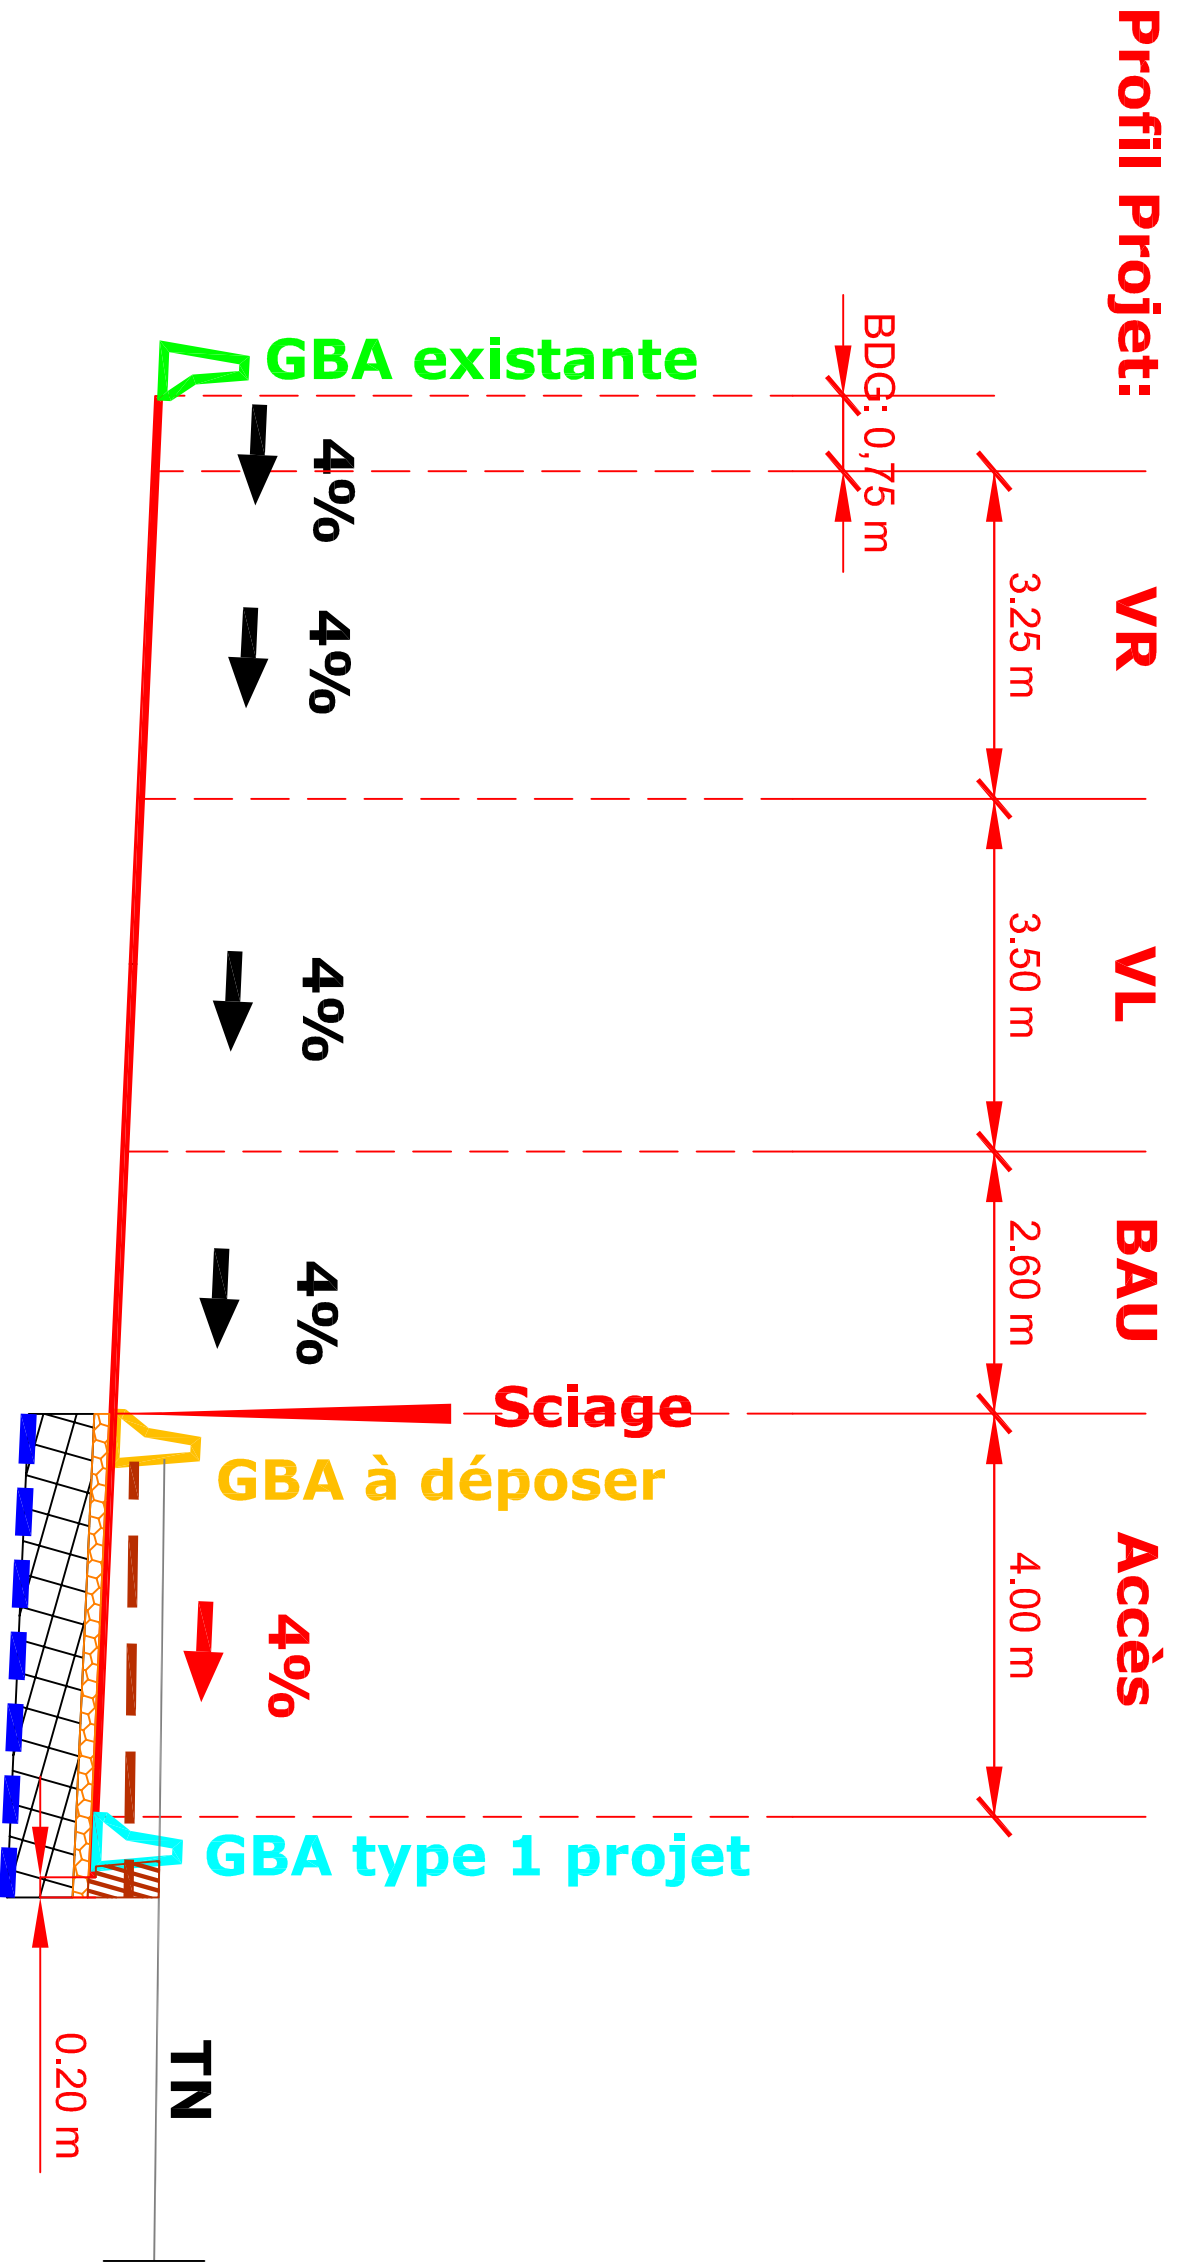 Profil Projet:
VR
VL
BAU
Accès
3.25 m
3.50 m
2.60 m
4.00 m
BDG: 0,75 m
GBA existante
4%
4%
4%
4%
Sciage
GBA à déposer
4%
GBA type 1 projet
TN
0.20 m